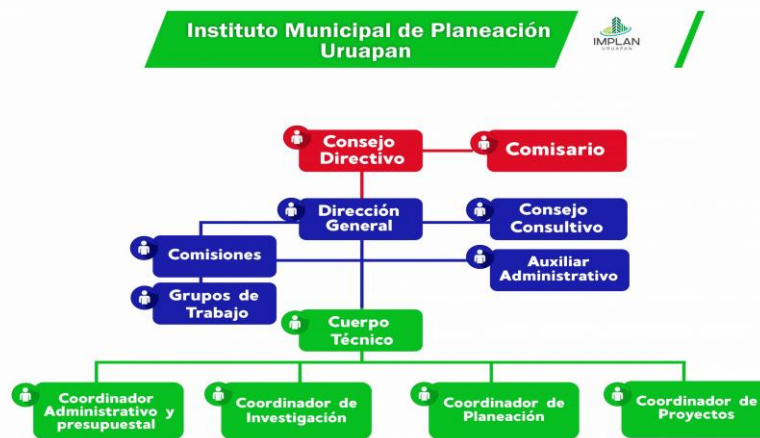 Instituto Municipal de Planeación
Uruapan
IMPLAN
URUAPAN
Consejo
Directivo
Comisario
Dirección
General
Consejo
Consultivo
Comisiones
Auxiliar
Administrativo
Grupos de
Trabajo
Cuerpo
Técnico
Coordinador
Administrativo y
presupuestal
Coordinador de
Investigación
Coordinador de
Planeación
Coordinador de
Proyectos